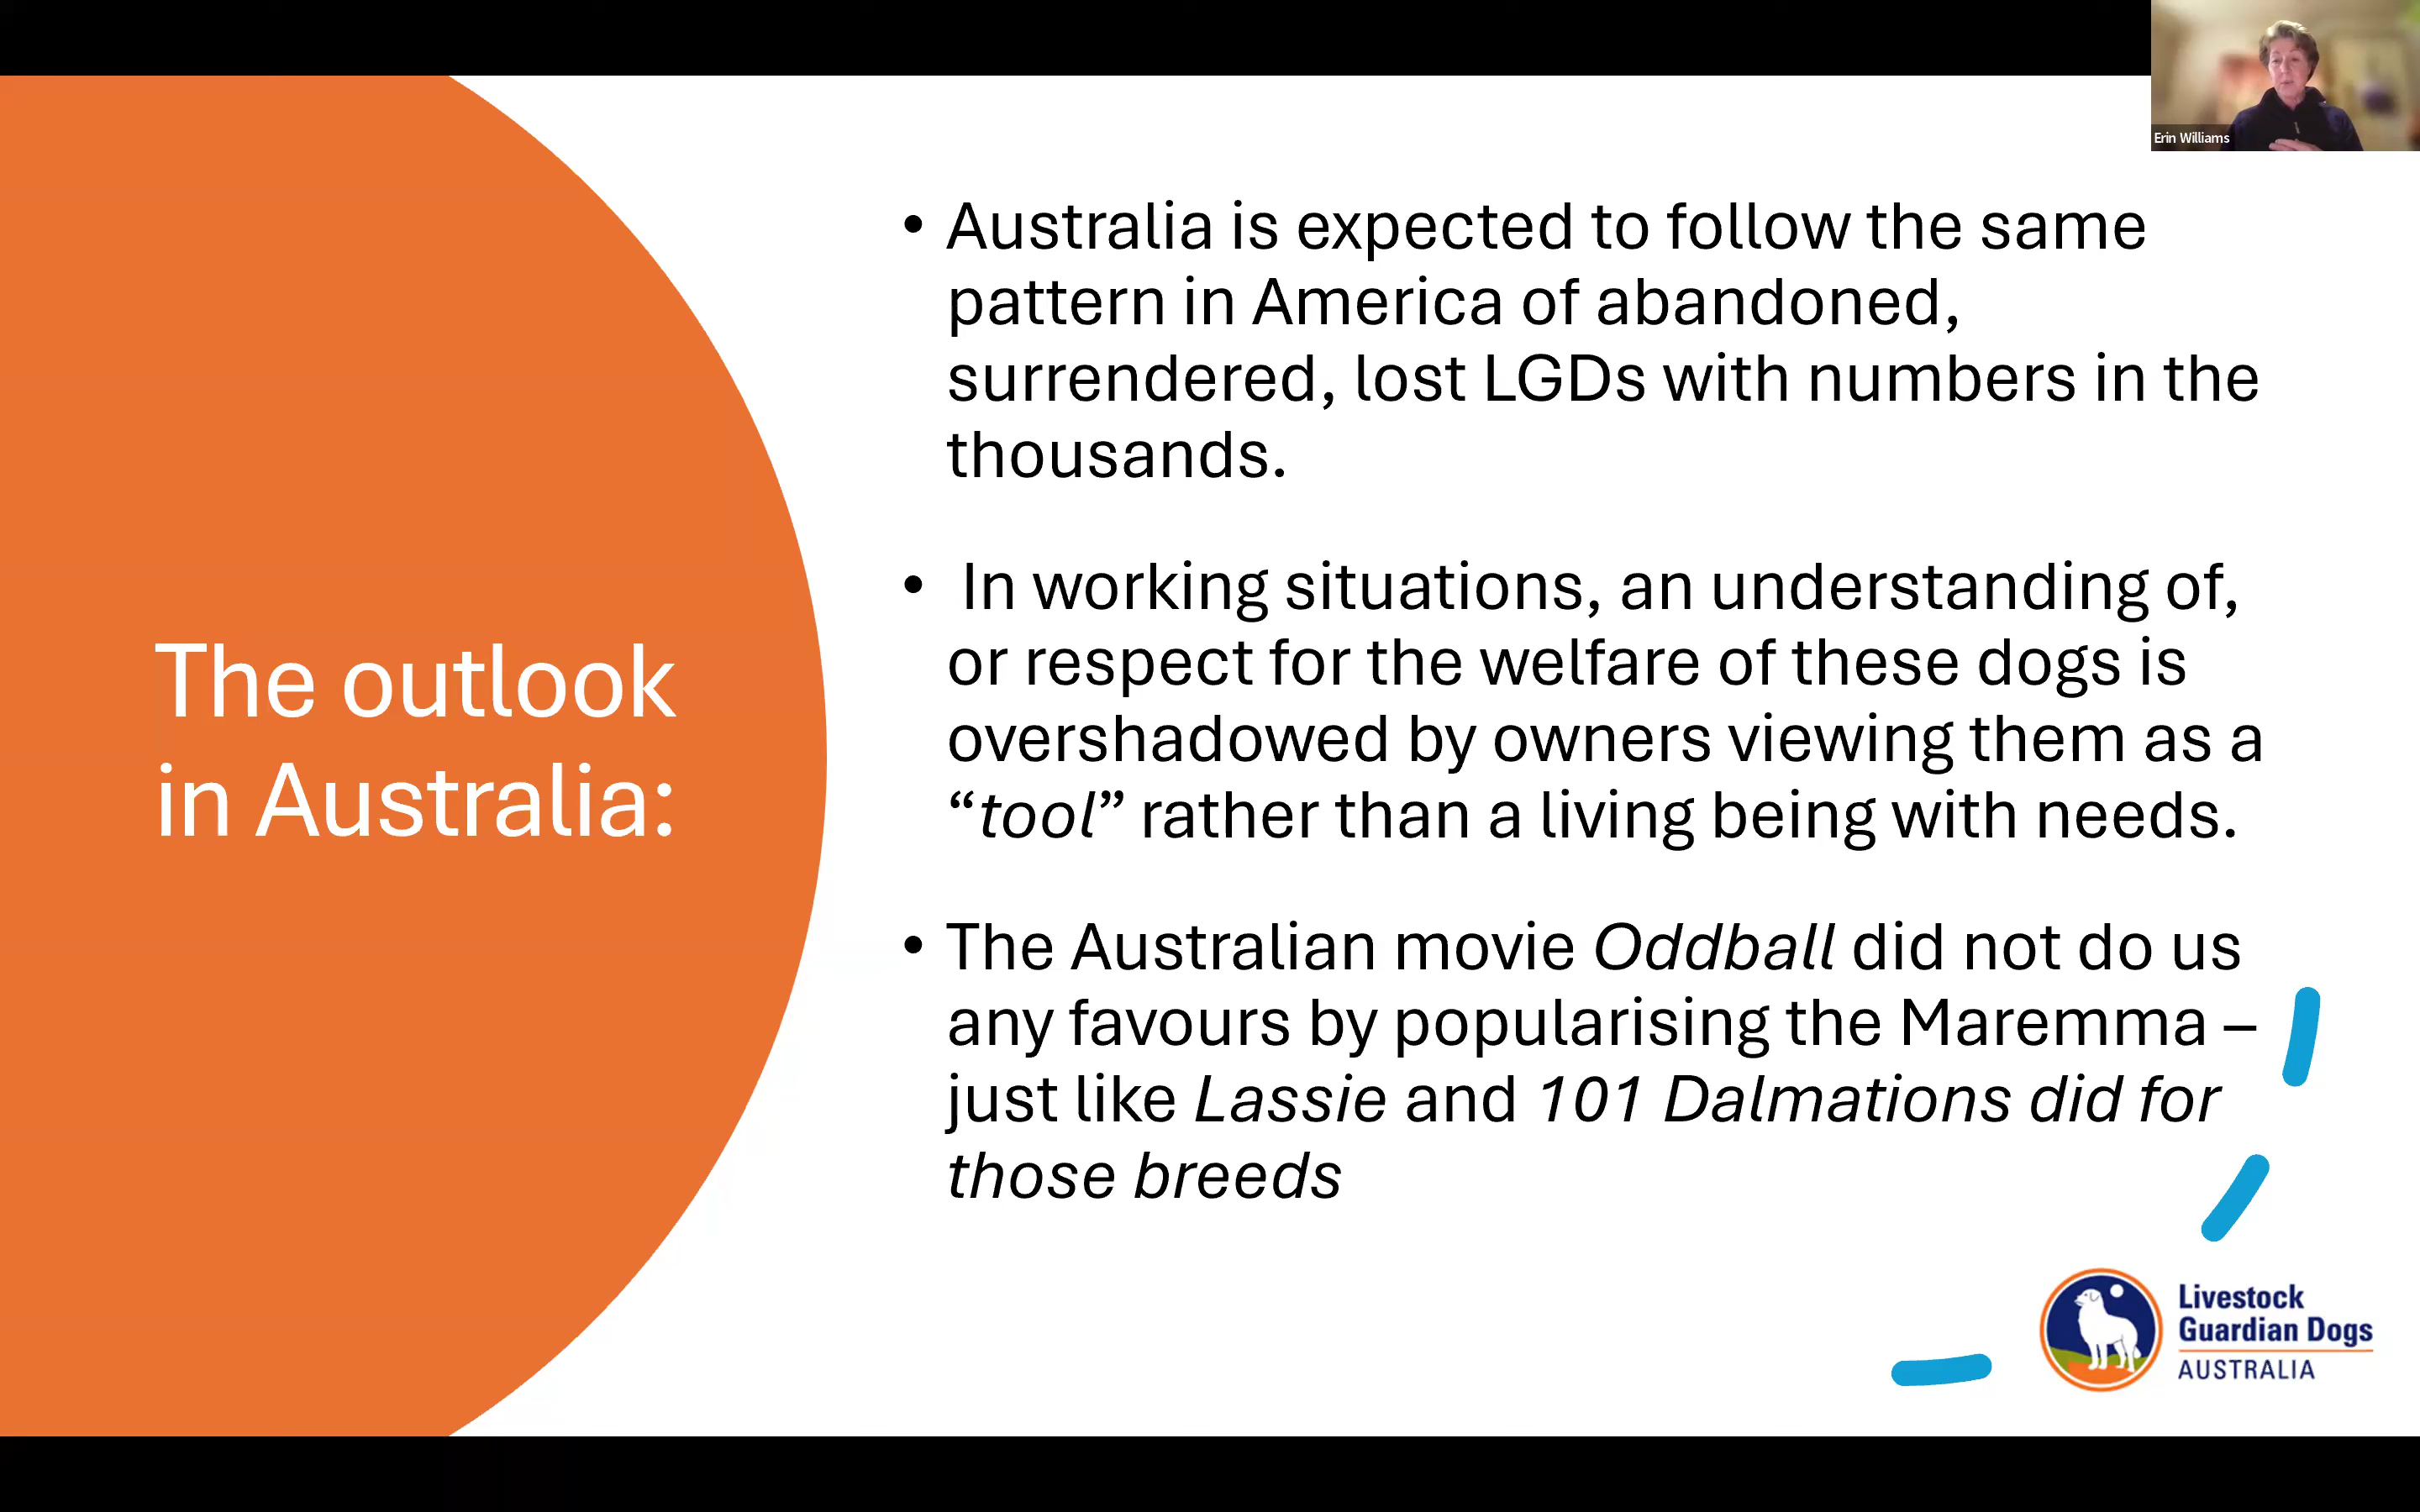 Erin Williams
The outlook
in Australia:
• Australia is expected to follow the same
pattern in America of abandoned,
surrendered, lost LGDs with numbers in the
thousands.
• In working situations, an understanding of,
or respect for the welfare of these dogs is
overshadowed by owners viewing them as a
“tool” rather than a living being with needs.
• The Australian movie Oddball did not do us
any favours by popularising the Maremma –
just like Lassie and 101 Dalmations did for
those breeds
Livestock
Guardian Dogs
AUSTRALIA